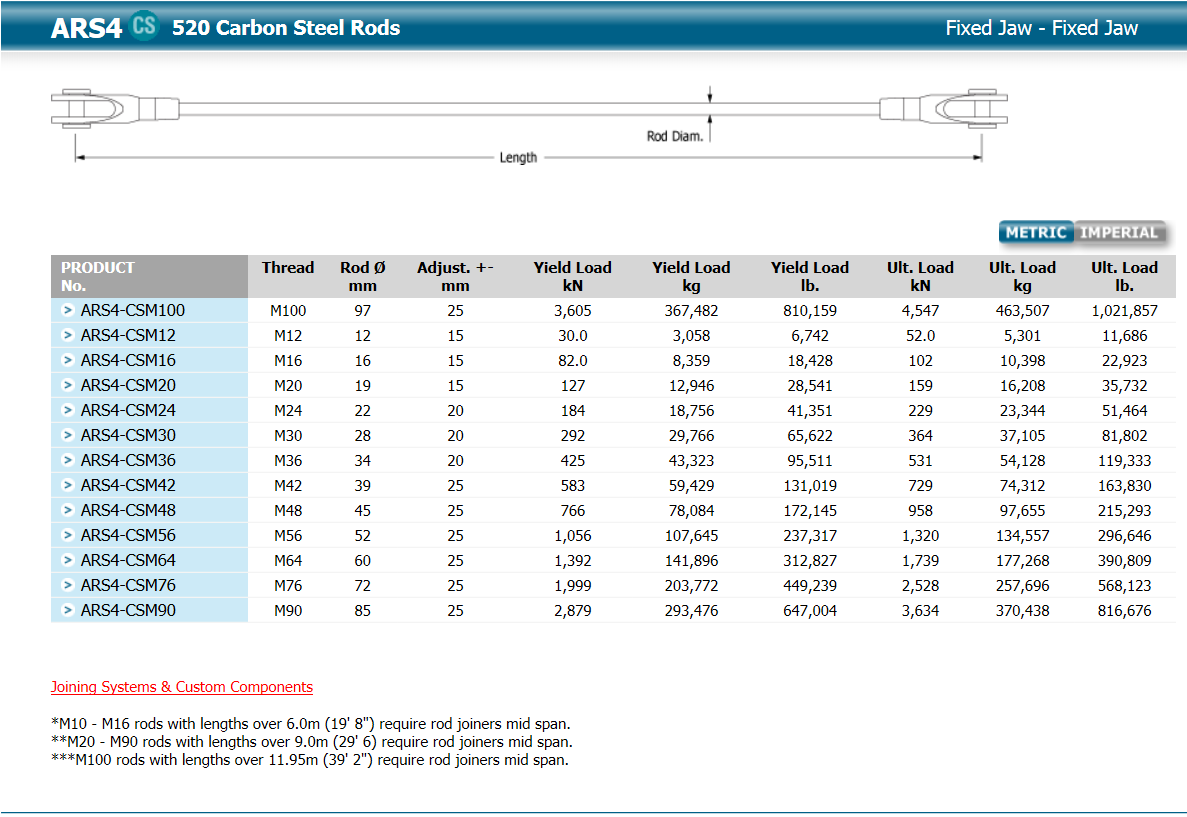 ARS4 CS 520 Carbon Steel Rods Fixed Jaw - Fixed Jaw
Rod Diam.
Length
METRIC IMPERIAL
PRODUCT No. Thread Rod Ø mm Adjust. +- mm Yield Load kN Yield Load kg Yield Load lb. Ult. Load kN Ult. Load kg Ult. Load lb.
> ARS4-CSM100 M100 97 25 3,605 367,482 810,159 4,547 463,507 1,021,857
> ARS4-CSM12 M12 12 15 30.0 3,058 6,742 52.0 5,301 11,686
> ARS4-CSM16 M16 16 15 82.0 8,359 18,428 102 10,398 22,923
> ARS4-CSM20 M20 19 15 127 12,946 28,541 159 16,208 35,732
> ARS4-CSM24 M24 22 20 184 18,756 41,351 229 23,344 51,464
> ARS4-CSM30 M30 28 20 292 29,766 65,622 364 37,105 81,802
> ARS4-CSM36 M36 34 20 425 43,323 95,511 531 54,128 119,333
> ARS4-CSM42 M42 39 25 583 59,429 131,019 729 74,312 163,830
> ARS4-CSM48 M48 45 25 766 78,084 172,145 958 97,655 215,293
> ARS4-CSM56 M56 52 25 1,056 107,645 237,317 1,320 134,557 296,646
> ARS4-CSM64 M64 60 25 1,392 141,896 312,827 1,739 177,268 390,809
> ARS4-CSM76 M76 72 25 1,999 203,772 449,239 2,528 257,696 568,123
> ARS4-CSM90 M90 85 25 2,879 293,476 647,004 3,634 370,438 816,676
Joining Systems & Custom Components
*M10 - M16 rods with lengths over 6.0m (19' 8") require rod joiners mid span.
**M20 - M90 rods with lengths over 9.0m (29' 6) require rod joiners mid span.
***M100 rods with lengths over 11.95m (39' 2") require rod joiners mid span.